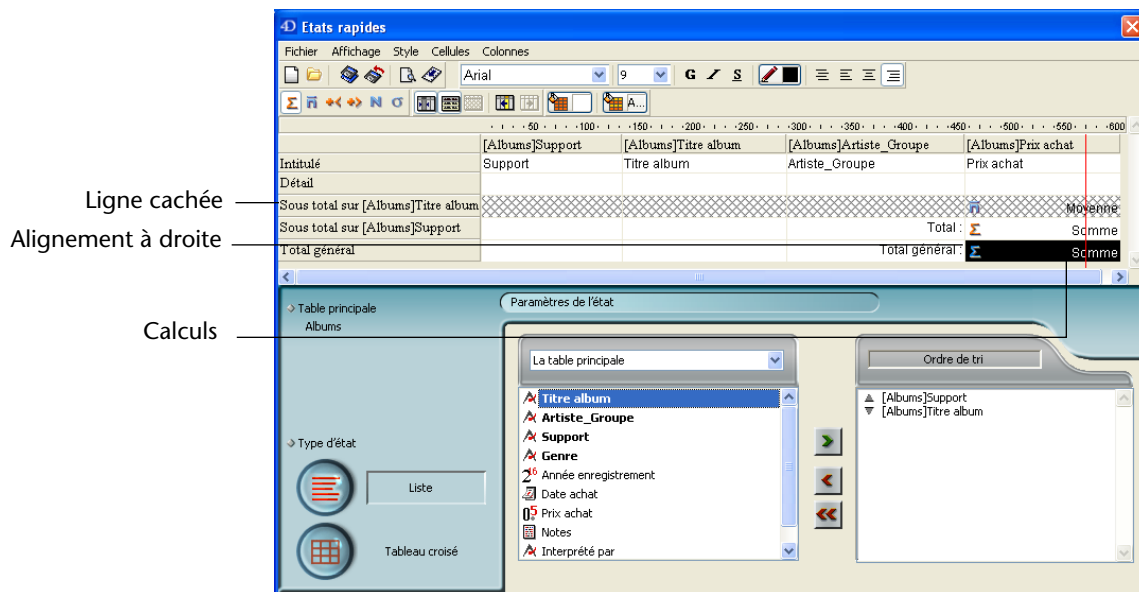 4D Etats rapides
Fichier Affichage Style Cellules Colonnes
Arial 9 G I S
Σ n N σ A...
50 100 150 200 250 300 350 400 450 500 550 600
[Albums]Support [Albums]Titre album [Albums]Artiste_Groupe [Albums]Prix achat
Intitulé Support Titre album Artiste_Groupe Prix achat
Détail
Ligne cachée
Sous total sur [Albums]Titre album n Moyenne
Sous total sur [Albums]Support Total : Σ Somme
Alignement à droite
Total général Total général : Σ Somme
Calculs
Table principale
Albums
Paramètres de l'état
La table principale
Ordre de tri
Titre album
Artiste_Groupe
Support
Genre
2^16 Année enregistrement
Date achat
0.5 Prix achat
Notes
Interprété par
[Albums]Support
[Albums]Titre album
Type d'état
Liste
Tableau croisé